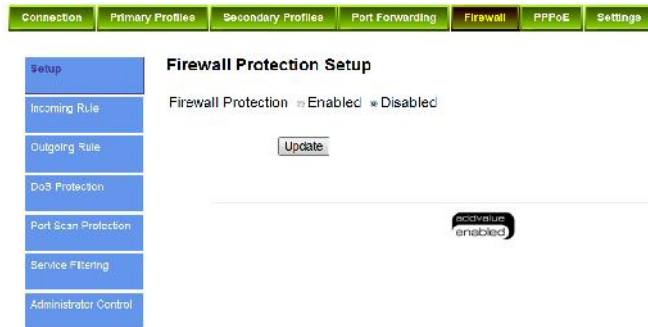 Connection Primary Profiles Secondary Profiles Port Forwarding Firewall PPPoE Settings
Setup
Firewall Protection Setup
Incoming Rule
Firewall Protection Enabled Disabled
Outgoing Rule
Update
DoS Protection
Port Scan Protection
addvalue
enabled
Service Filtering
Administrator Control